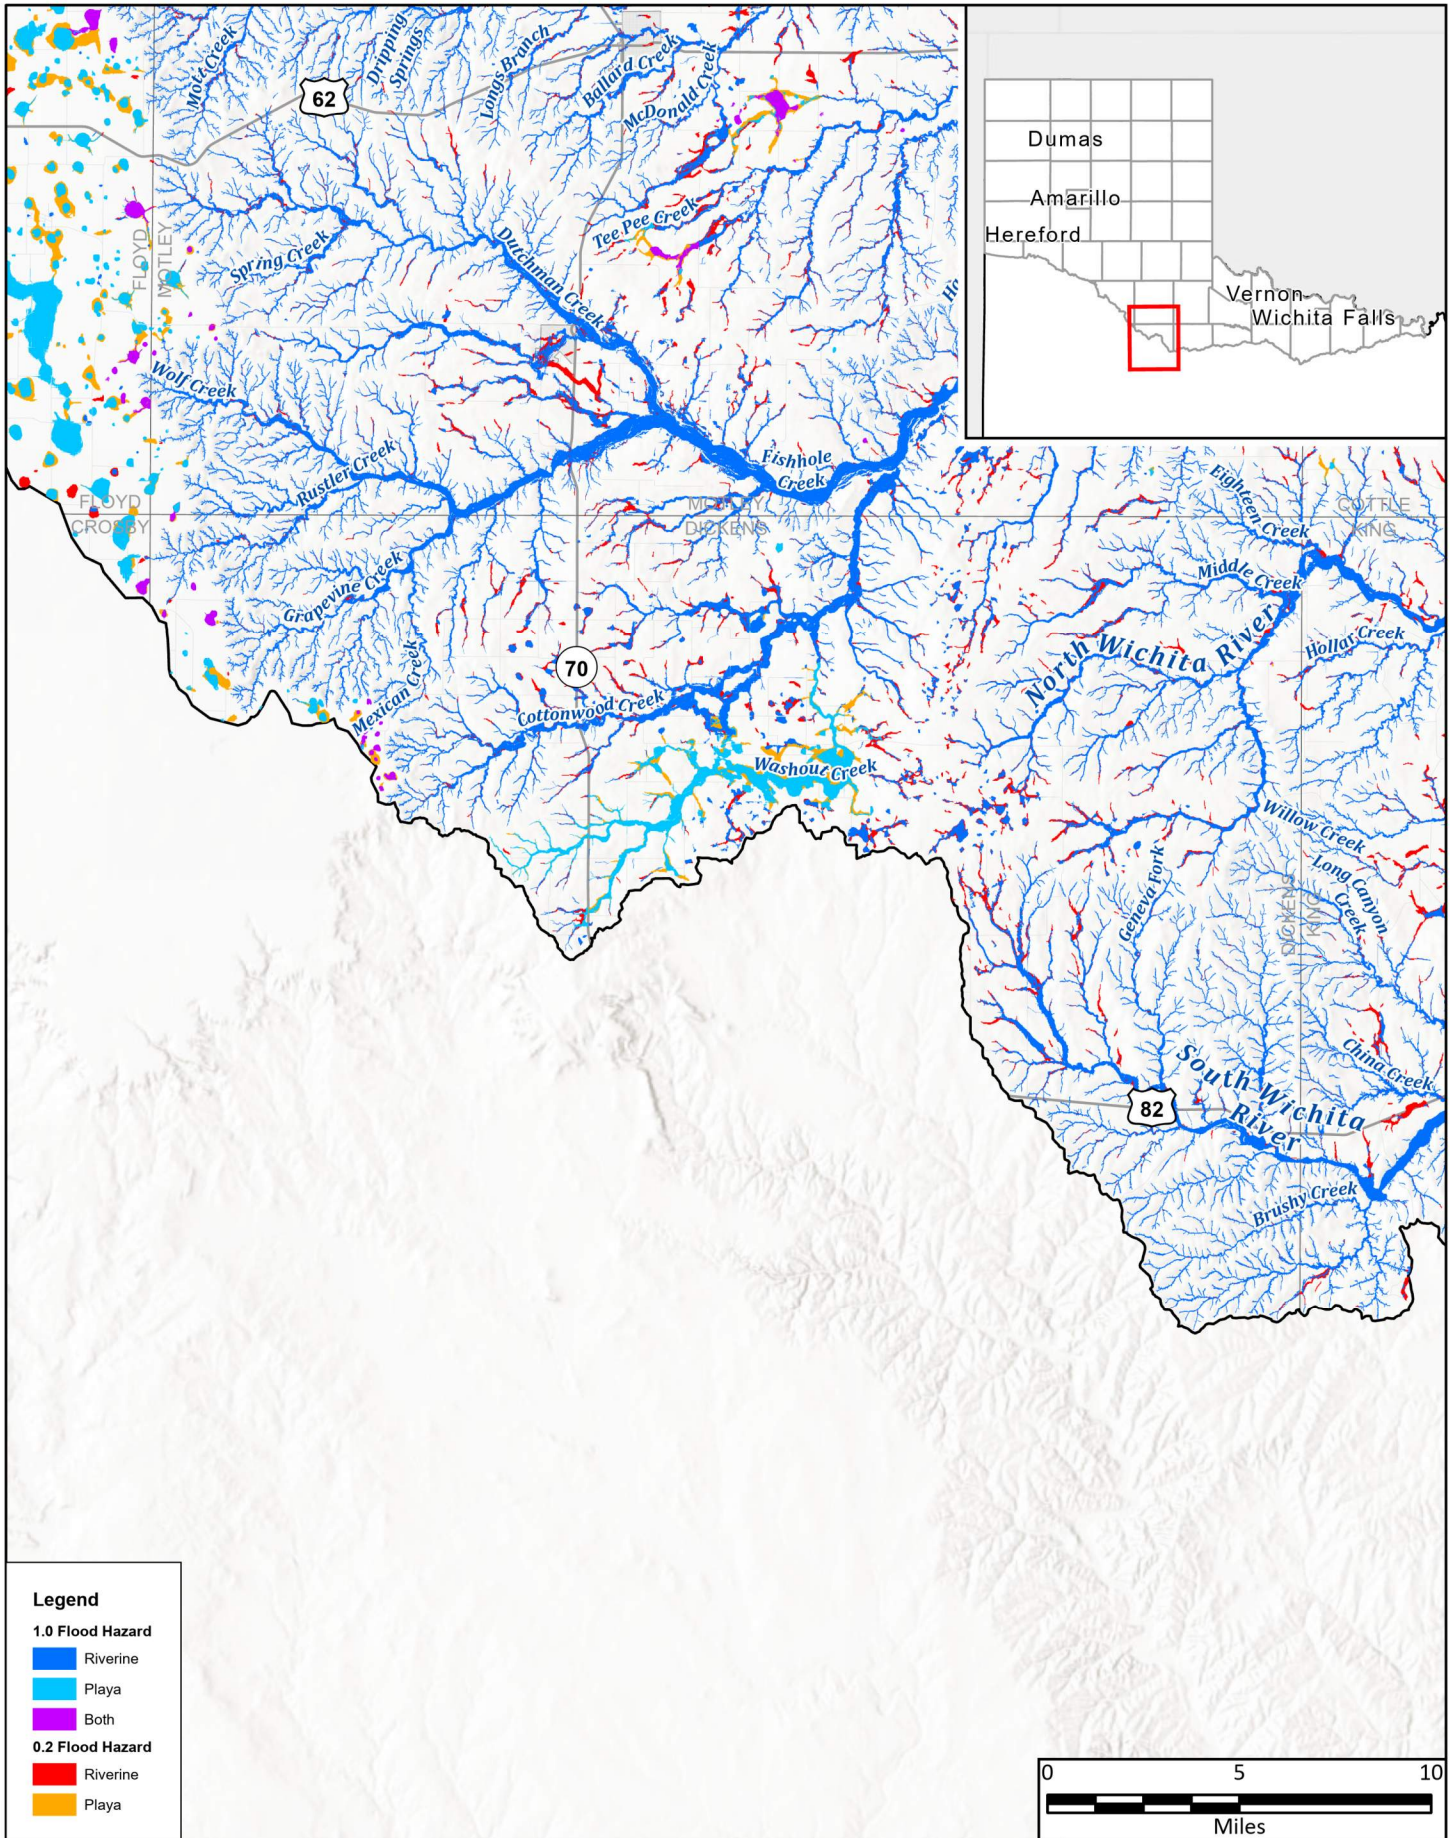 Mott Creek
Dripping
Springs
Longs Branch
Ballard Creek
McDonald Creek
62
Dumas
Amarillo
Hereford
Vernon
Wichita Falls
Tee Pee Creek
Spring Creek
Dutchman Creek
FLOYD
MOTLEY
Ho
Wolf Creek
Rustler Creek
Fishhole
Creek
FLOYD
CROSBY
MOTLEY
DICKENS
Eighteen Creek
COTTLE
KING
Grapevine Creek
Middle Creek
North Wichita River
Hollar Creek
Mexican Creek
70
Cottonwood Creek
Washout Creek
Willow Creek
Long Canyon
Creek
Geneva Fork
DICKENS
KING
South Wichita
River
China Creek
82
Brushy Creek
Legend
1.0 Flood Hazard
Riverine
Playa
Both
0.2 Flood Hazard
Riverine
Playa
0 5 10
Miles